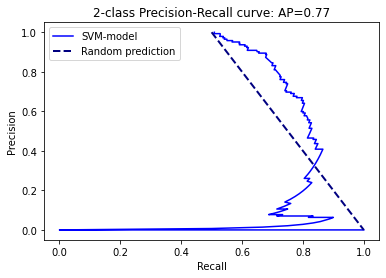 2-class Precision-Recall curve: AP=0.77
SVM-model
Random prediction
Precision
1.0
0.8
0.6
0.4
0.2
0.0
0.0 0.2 0.4 0.6 0.8 1.0
Recall